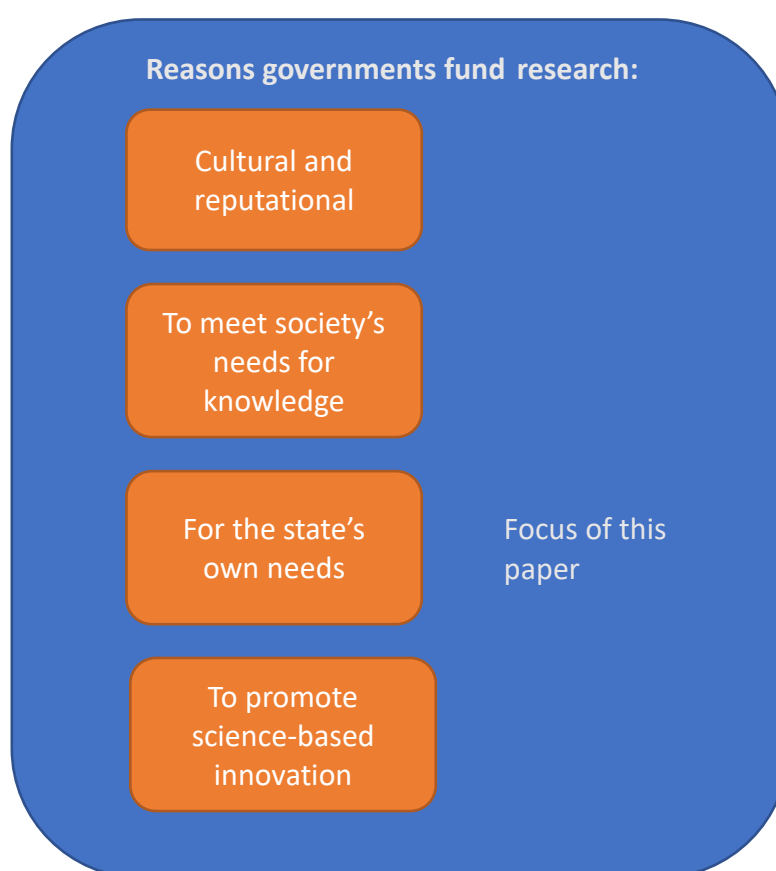 Reasons governments fund research:
Cultural and
reputational
To meet society’s
needs for
knowledge
For the state’s
own needs
Focus of this
paper
To promote
science-based
innovation